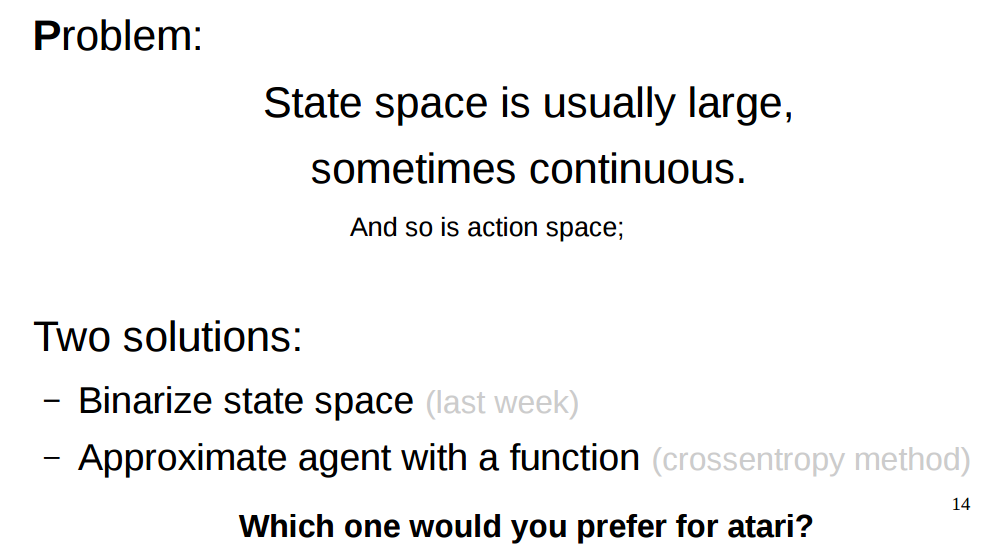 Problem:
State space is usually large,
sometimes continuous.
And so is action space;
Two solutions:
– Binarize state space (last week)
– Approximate agent with a function (crossentropy method)
14
Which one would you prefer for atari?